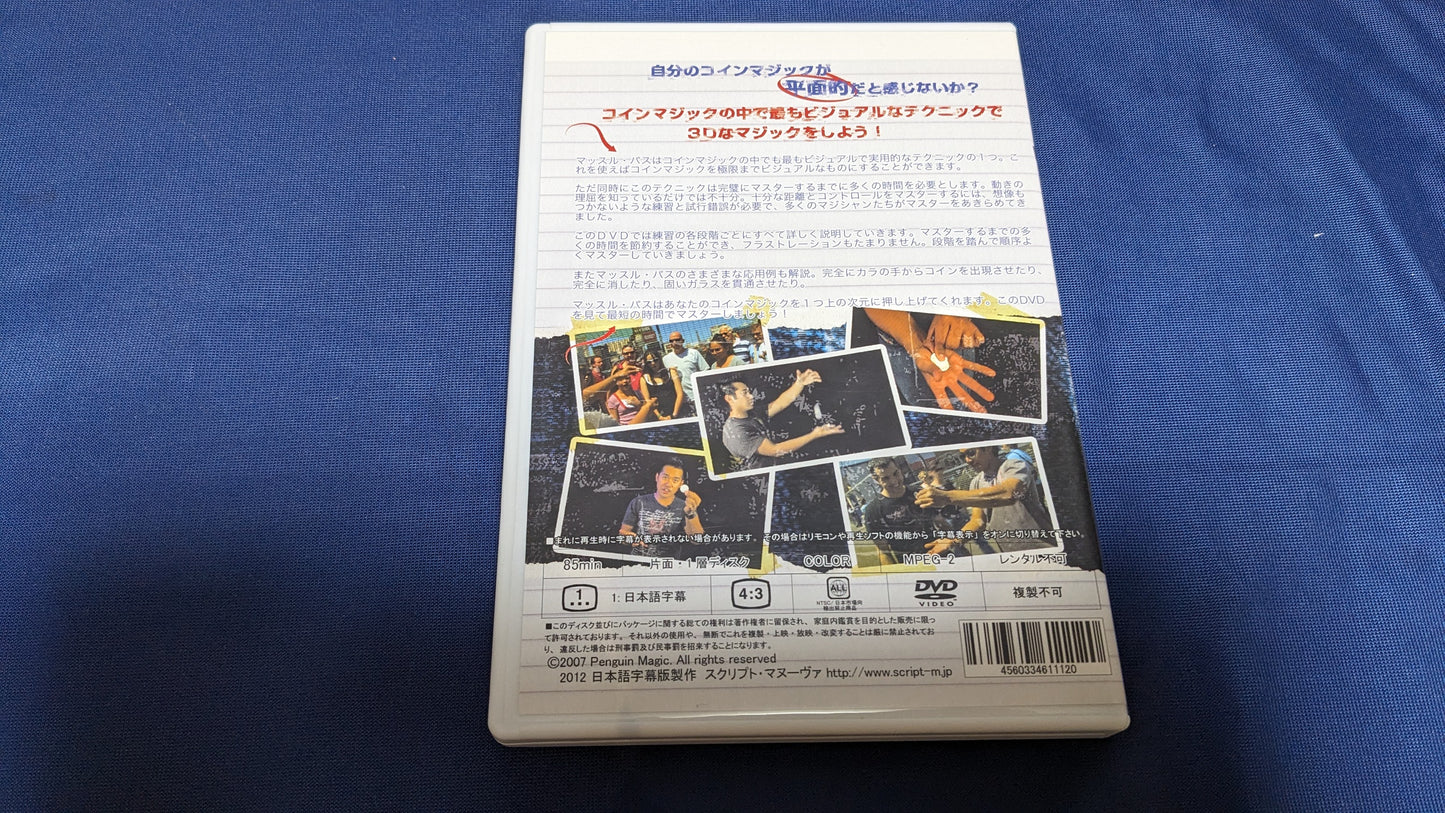 自分のコインマジックが
平面的だと感じないか？
コインマジックの中で最もビジュアルなテクニックで
3Dなマジックをしよう！
マッスル・パスはコインマジックの中でも最もビジュアルで実用的なテクニックの1つ。こ
れを使えばコインマジックを極限までビジュアルなものにすることができます。
ただ同時にこのテクニックは完璧にマスターするまでに多くの時間を必要とします。動きの
理屈を知っているだけでは不十分。十分な距離とコントロールをマスターするには、想像も
つかないような練習と試行錯誤が必要で、多くのマジシャンたちがマスターをあきらめてき
ました。
このDVDでは練習の各段階ごとにすべて詳しく説明していきます。マスターするまでの多
くの時間を節約することができ、フラストレーションもたまりません。段階を踏んで順序よ
くマスターしていきましょう。
またマッスル・パスのさまざまな応用例も解説。完全にカラの手からコインを出現させたり、
完全に消したり、固いガラスを貫通させたり。
マッスル・パスはあなたのコインマジックを1つ上の次元に押し上げてくれます。このDVD
を見て最短の時間でマスターしましょう！
■まれに再生時に字幕が表示されない場合があります。その場合はリモコンや再生ソフトの機能から「字幕表示」をオンに切り替えて下さい。
85min 片面・1層ディスク COLOR MPEG-2 レンタル不可
1 1: 日本語字幕 4:3 ALL DVD VIDEO 複製不可
NTSC/日本市場向
輸出禁止商品
■このディスク並びにパッケージに関する総ての権利は著作権者に留保され、家庭内鑑賞を目的とした販売に限っ
て許可されております。それ以外の使用や、無断でこれを複製・上映・放映・改変することは厳に禁止されてお
り、違反した場合は刑事罰及び民事罰を招来することになります。
©2007 Penguin Magic. All rights reserved
2012 日本語字幕版製作 スクリプト・マヌーヴァ http://www.script-m.jp
4560334611120